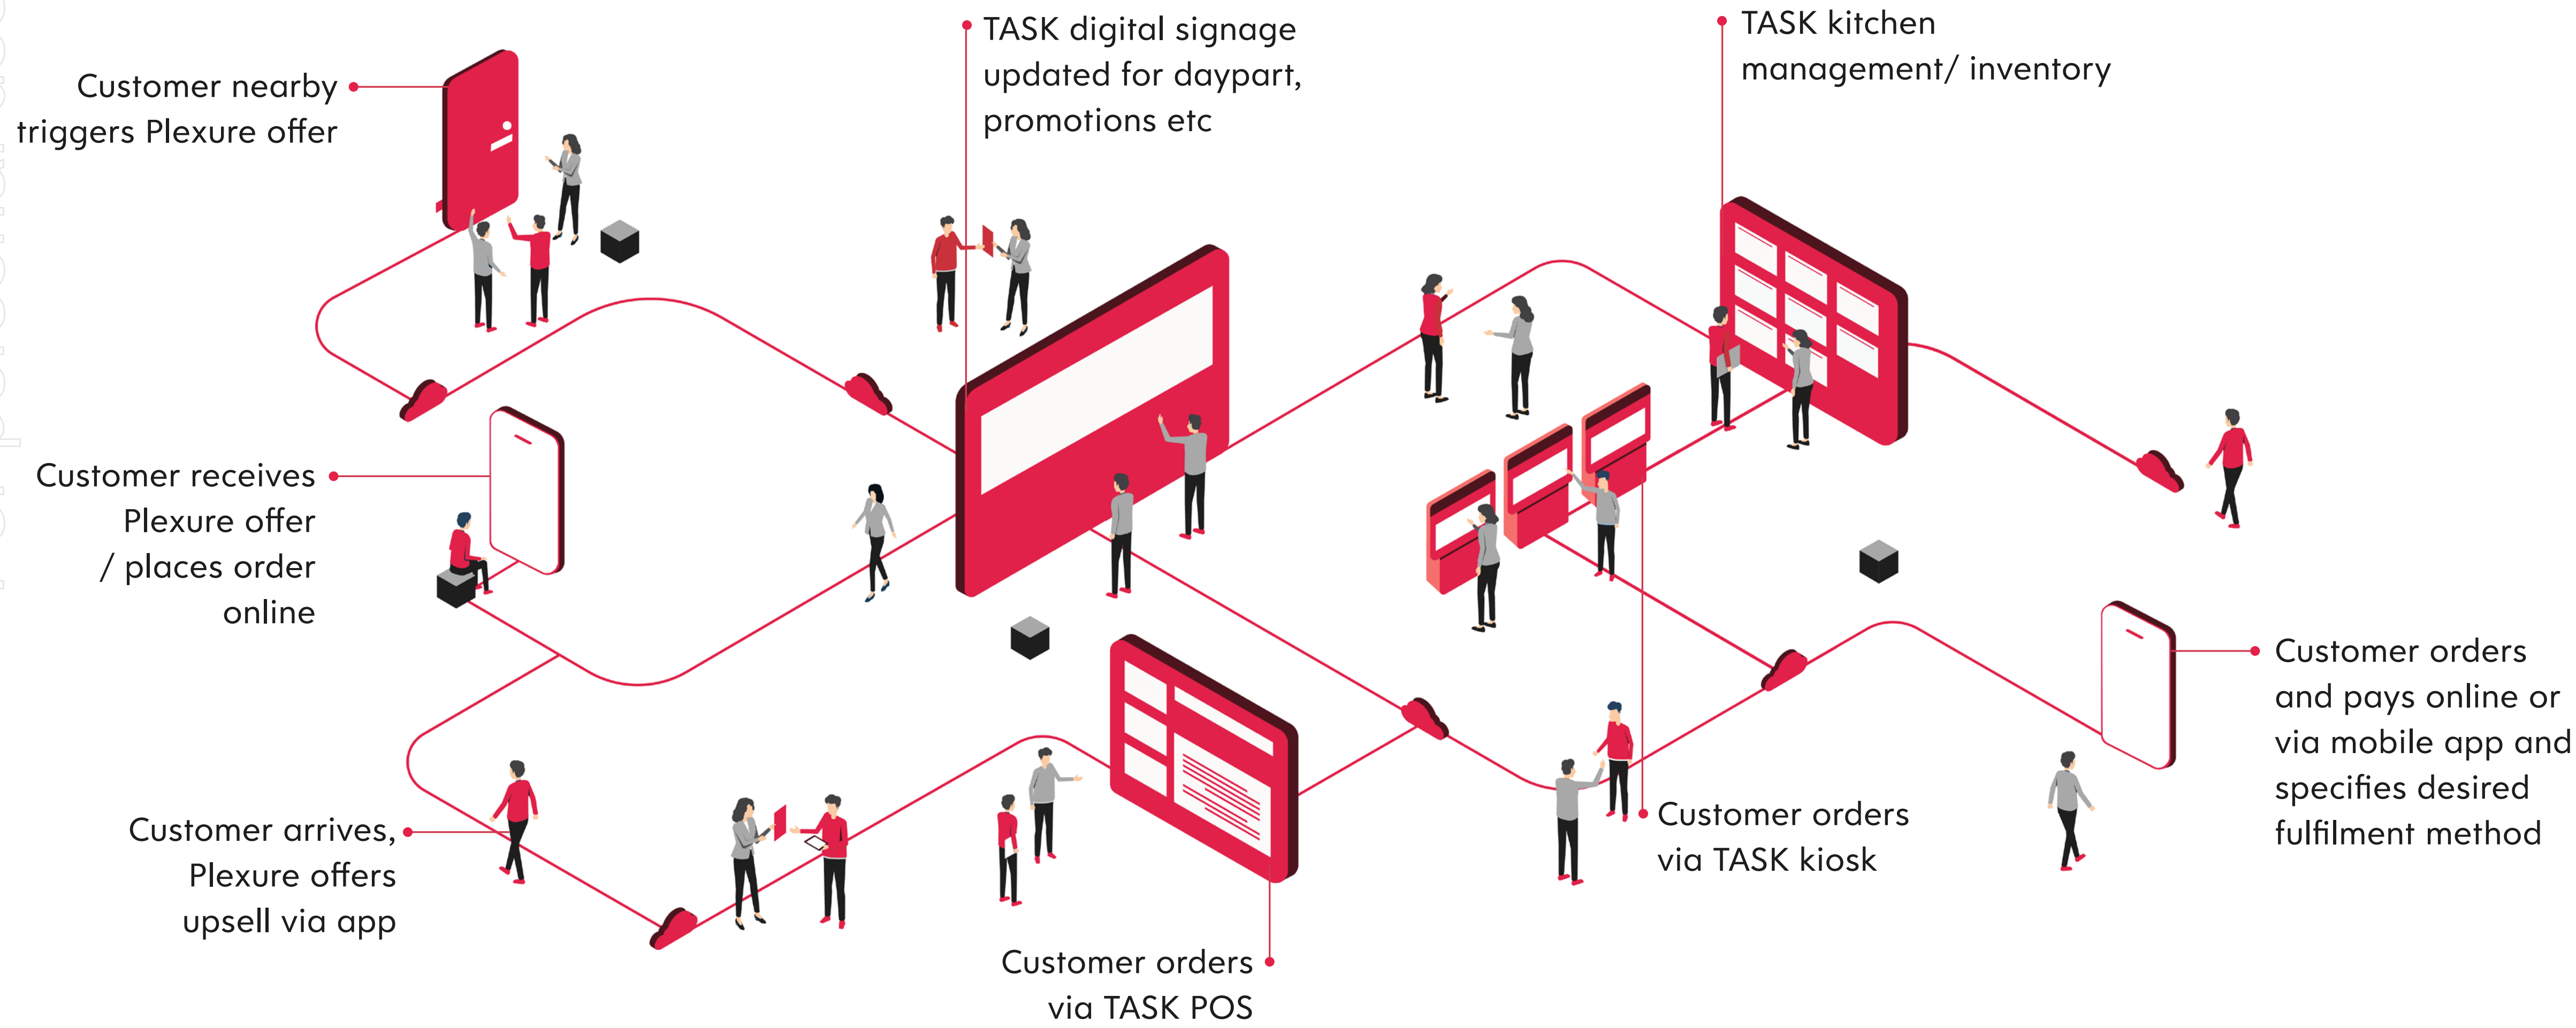 Customer nearby
triggers Plexure offer
TASK digital signage
updated for daypart,
promotions etc
TASK kitchen
management/ inventory
Customer receives
Plexure offer
/ places order
online
Customer arrives,
Plexure offers
upsell via app
Customer orders
via TASK POS
Customer orders
via TASK kiosk
Customer orders
and pays online or
via mobile app and
specifies desired
fulfilment method